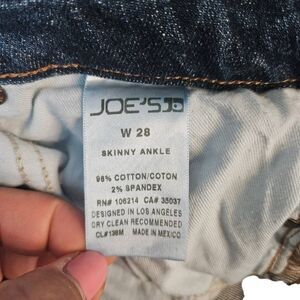 JOE'S
W 28
SKINNY ANKLE
98% COTTON/COTON
2% SPANDEX
RN# 106214 CA# 35037
DESIGNED IN LOS ANGELES
DRY CLEAN RECOMMENDED
CL#138M MADE IN MEXICO